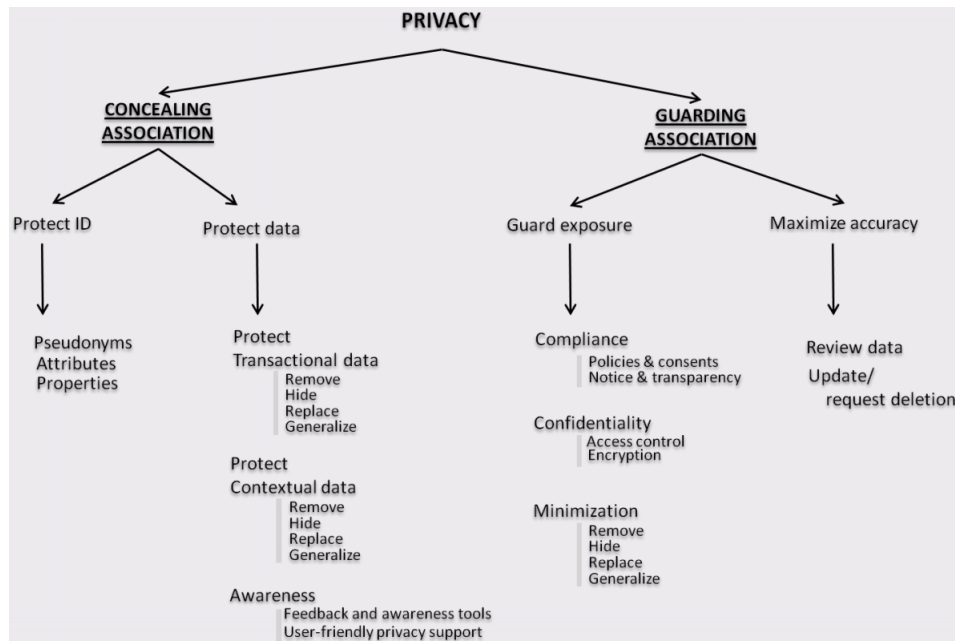 PRIVACY
CONCEALING
ASSOCIATION
GUARDING
ASSOCIATION
Protect ID
Protect data
Guard exposure
Maximize accuracy
Pseudonyms
Attributes
Properties
Protect
Transactional data
Remove
Hide
Replace
Generalize
Protect
Contextual data
Remove
Hide
Replace
Generalize
Awareness
Feedback and awareness tools
User-friendly privacy support
Compliance
Policies & consents
Notice & transparency
Confidentiality
Access control
Encryption
Minimization
Remove
Hide
Replace
Generalize
Review data
Update/
request deletion